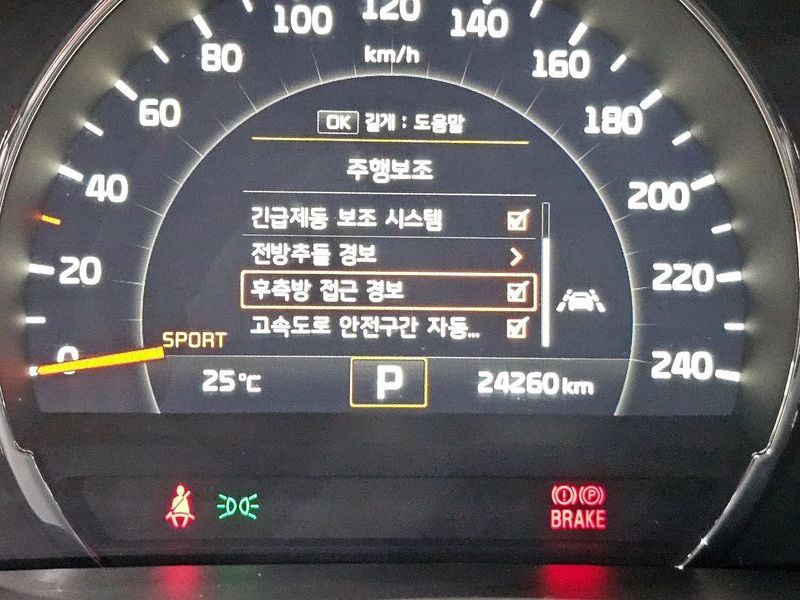 100
120
140
80
km/h
160
60
OK 길게 : 도움말
180
주행보조
40
200
긴급제동 보조 시스템
전방추돌 경보
20
220
후측방 접근 경보
고속도로 안전구간 자동...
SPORT
0
240
25°C
P
24260km
BRAKE